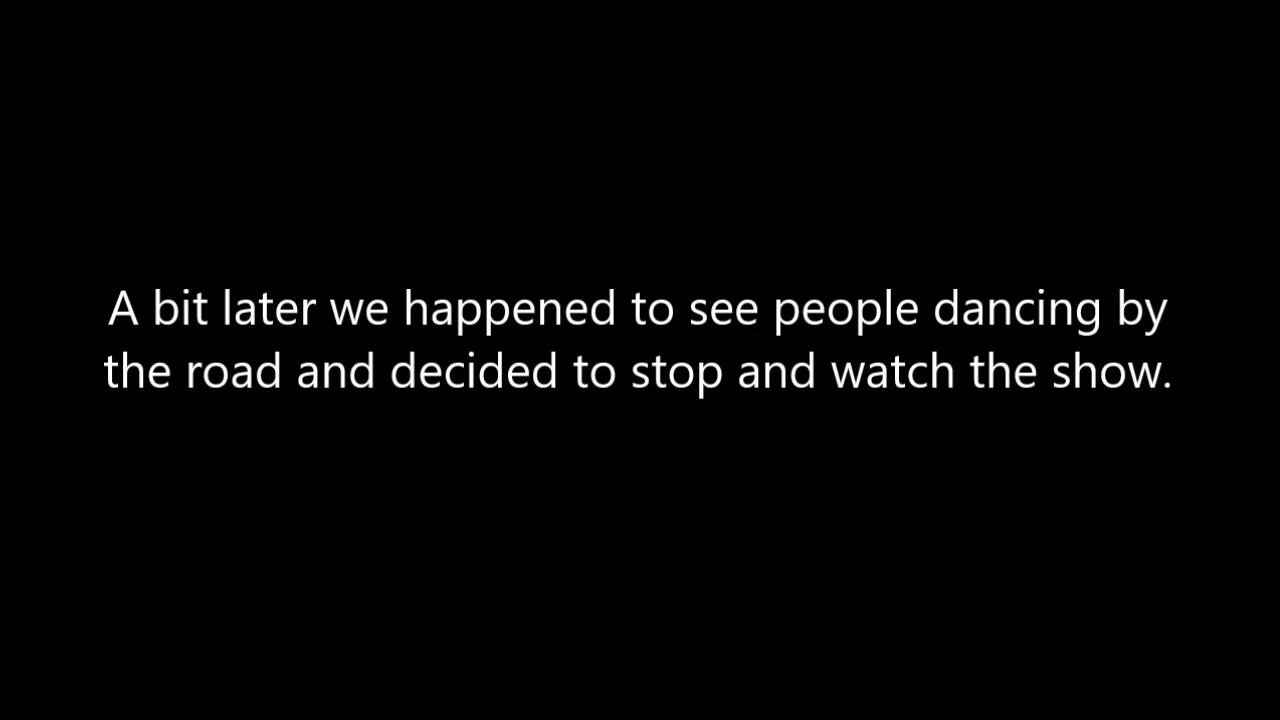 A bit later we happened to see people dancing by
the road and decided to stop and watch the show.